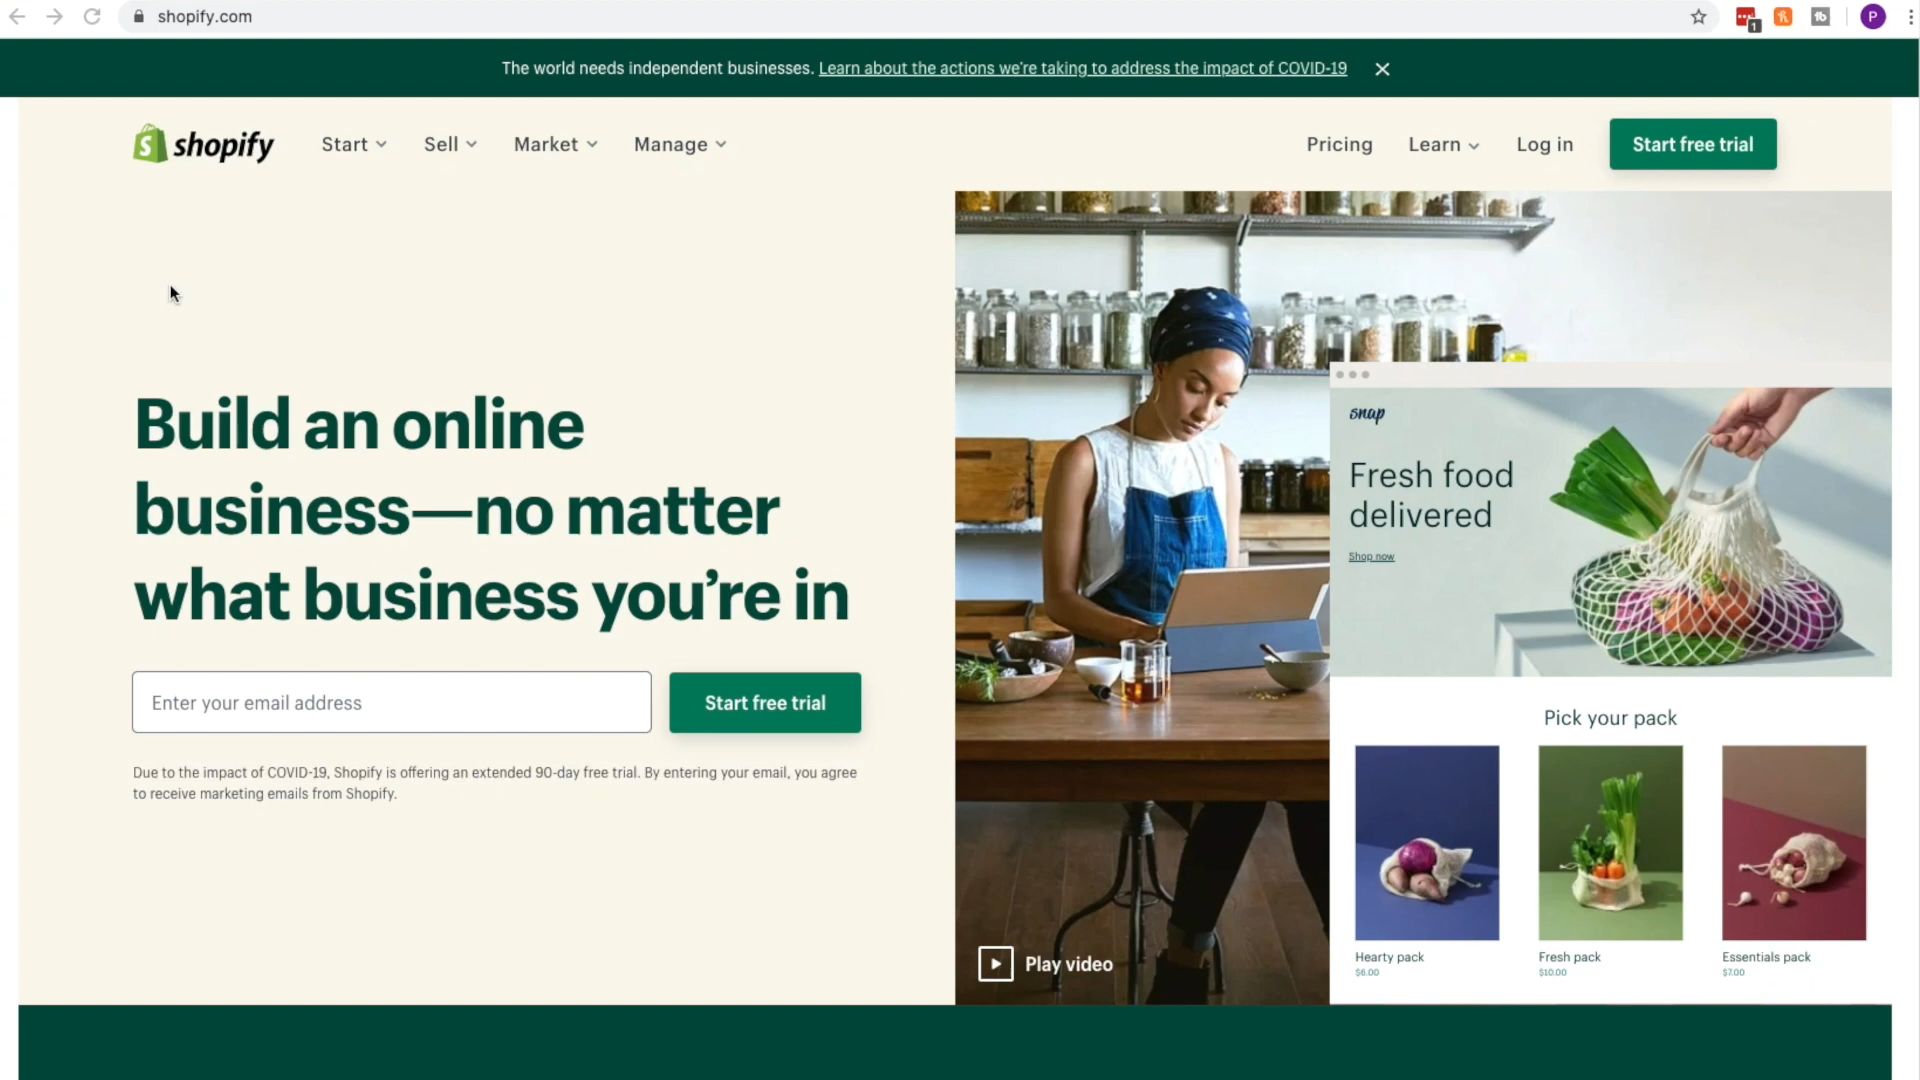 shopify.com
1
P
The world needs independent businesses. Learn about the actions we're taking to address the impact of COVID-19
shopify
Start
Sell
Market
Manage
Pricing
Learn
Log in
Start free trial
Build an online
business—no matter
what business you're in
Enter your email address
Start free trial
Due to the impact of COVID-19, Shopify is offering an extended 90-day free trial. By entering your email, you agree
to receive marketing emails from Shopify.
Play video
snap
Fresh food
delivered
Shop now
Pick your pack
Hearty pack
$6.00
Fresh pack
$10.00
Essentials pack
$7.00